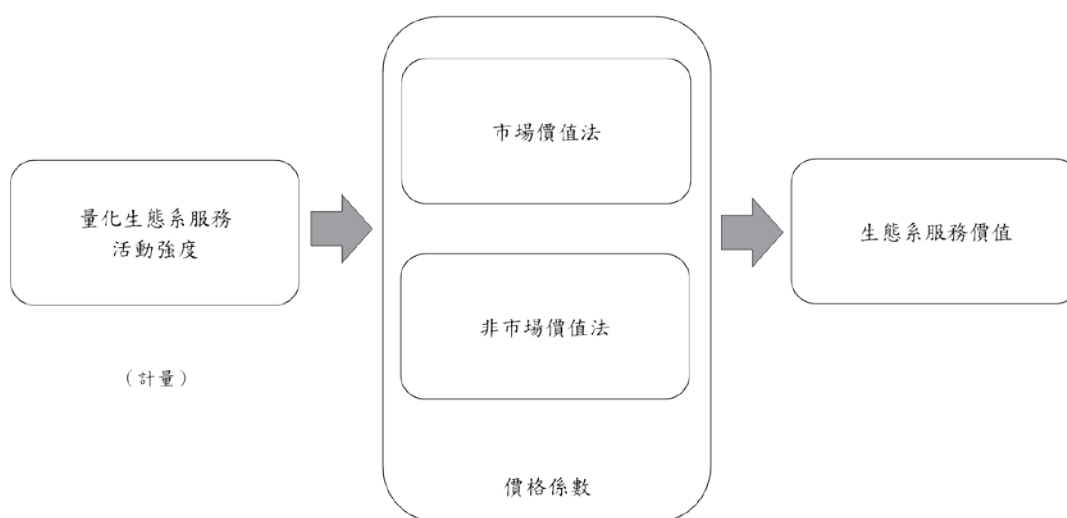 量化生態系服務
活動強度
（計量）
市場價值法
非市場價值法
價格係數
生態系服務價值